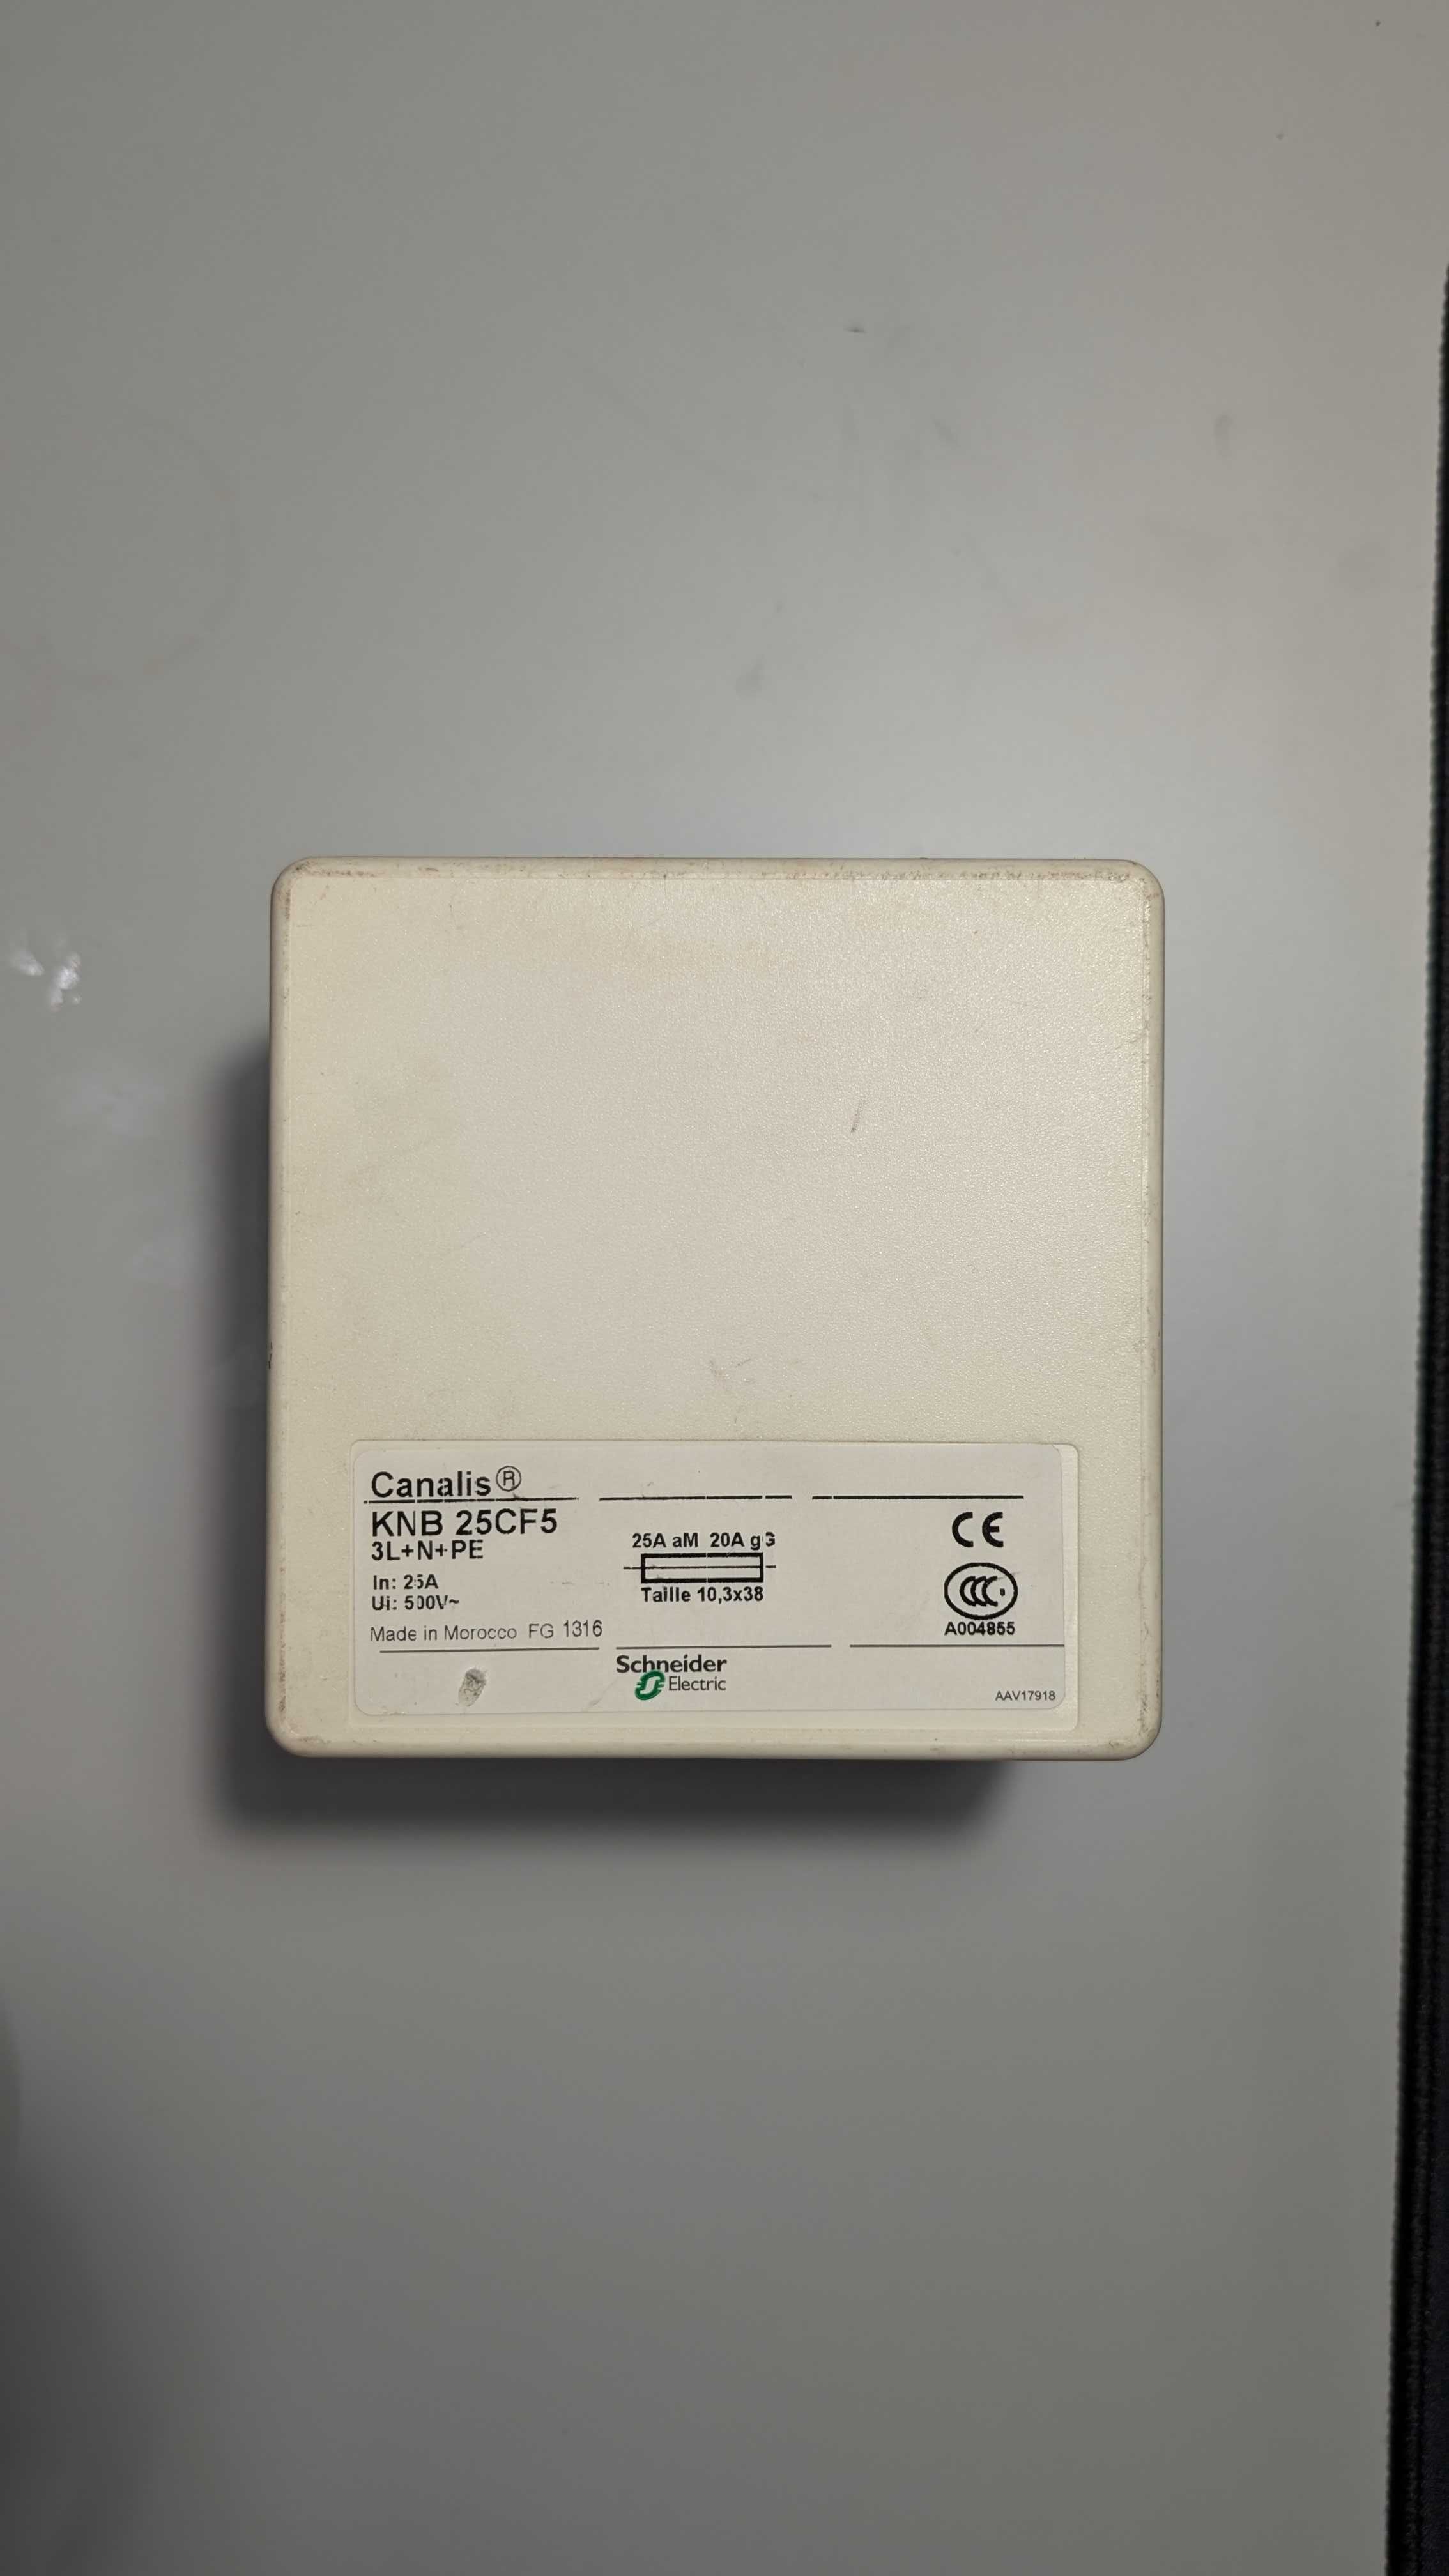 Canalis®
KNB 25CF5
3L+N+PE
In: 25A
Ui: 500V~
Made in Morocco FG 1316
25A aM 20A gG
Taille 10,3x38
CE
CCC
A004855
Schneider
Electric
AAV17918